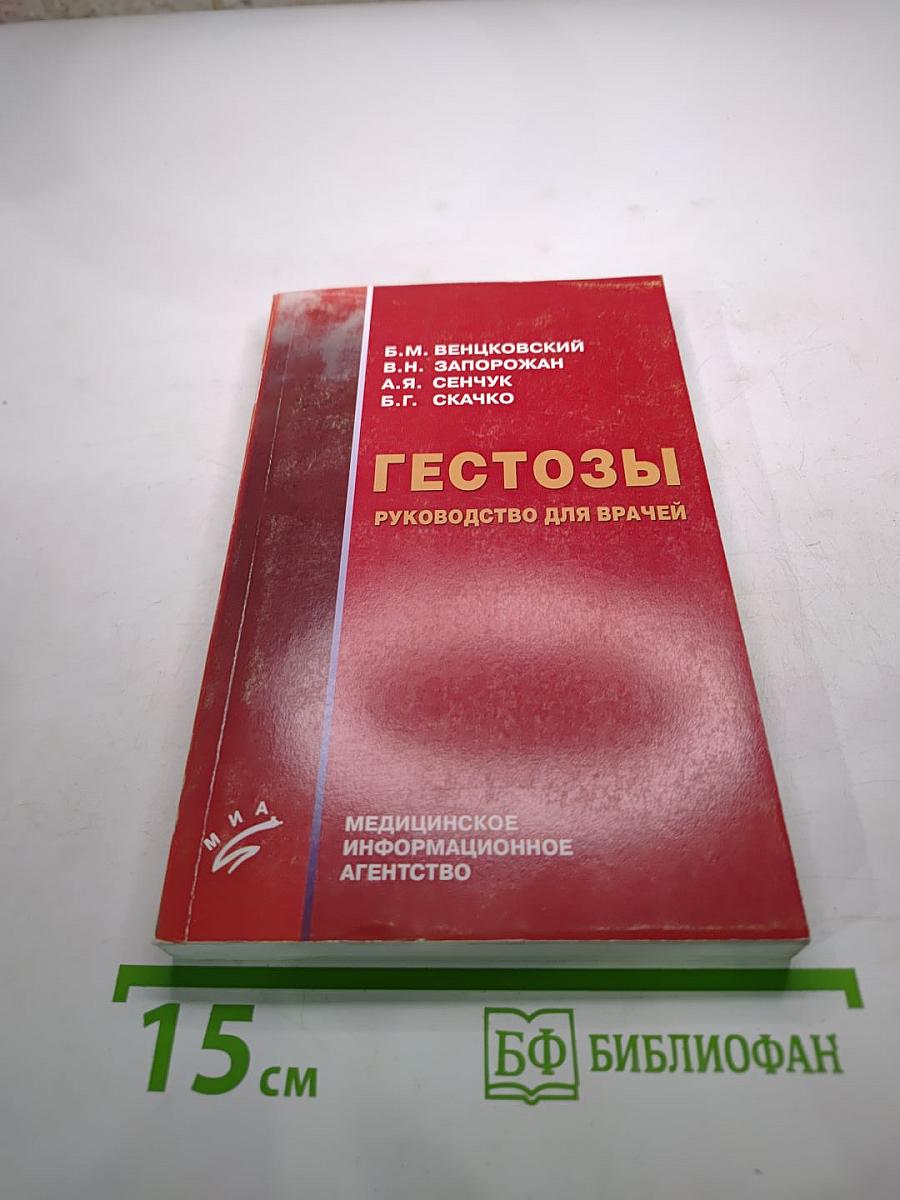 Б.М. ВЕНЦКОВСКИЙ
В.Н. ЗАПОРОЖАН
А.Я. СЕНЧУК
Б.Г. СКАЧКО
ГЕСТОЗЫ
РУКОВОДСТВО ДЛЯ ВРАЧЕЙ
МИА
МЕДИЦИНСКОЕ
ИНФОРМАЦИОННОЕ
АГЕНТСТВО
15 см
БФ БИБЛИОФАН